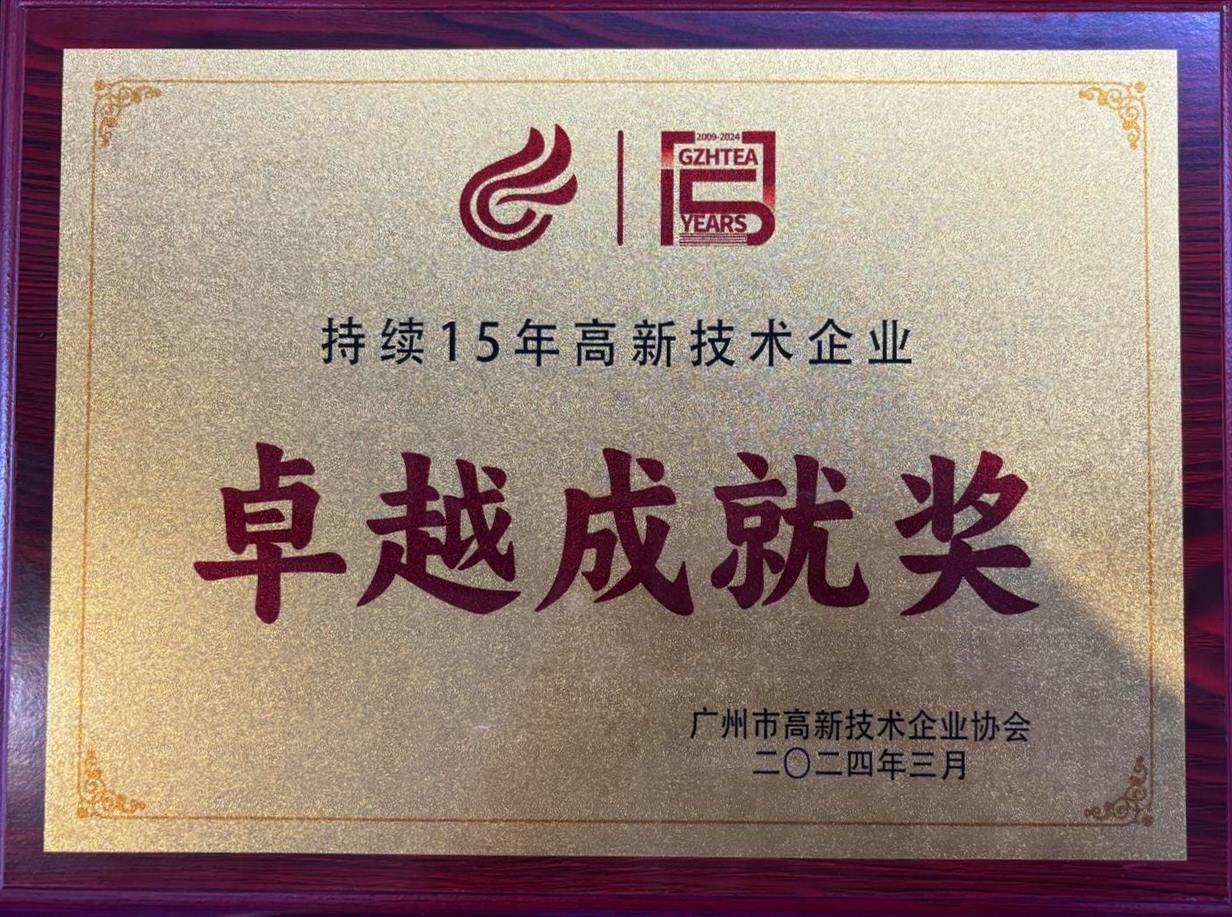 2009-2024
GZHTEA
15
YEARS
持续15年高新技术企业
卓越成就奖
广州市高新技术企业协会
二〇二四年三月